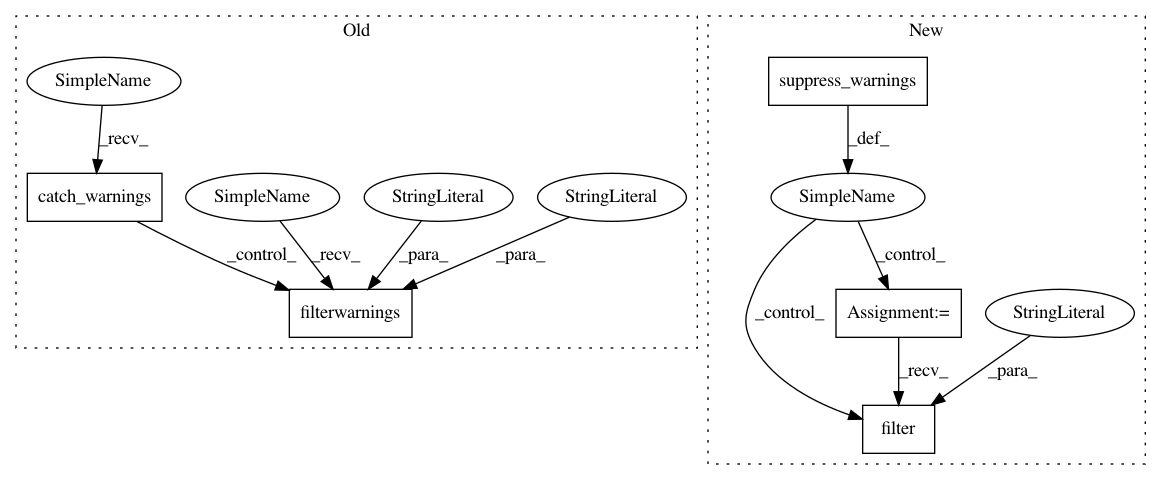 Old
New
SimpleName
suppress_warnings
_recv_
_def_
catch_warnings
SimpleName
StringLiteral
StringLiteral
SimpleName
_control_
_recv_
_para_
_para_
_control_
filterwarnings
_control_
Assignment:=
StringLiteral
_recv_
_para_
filter